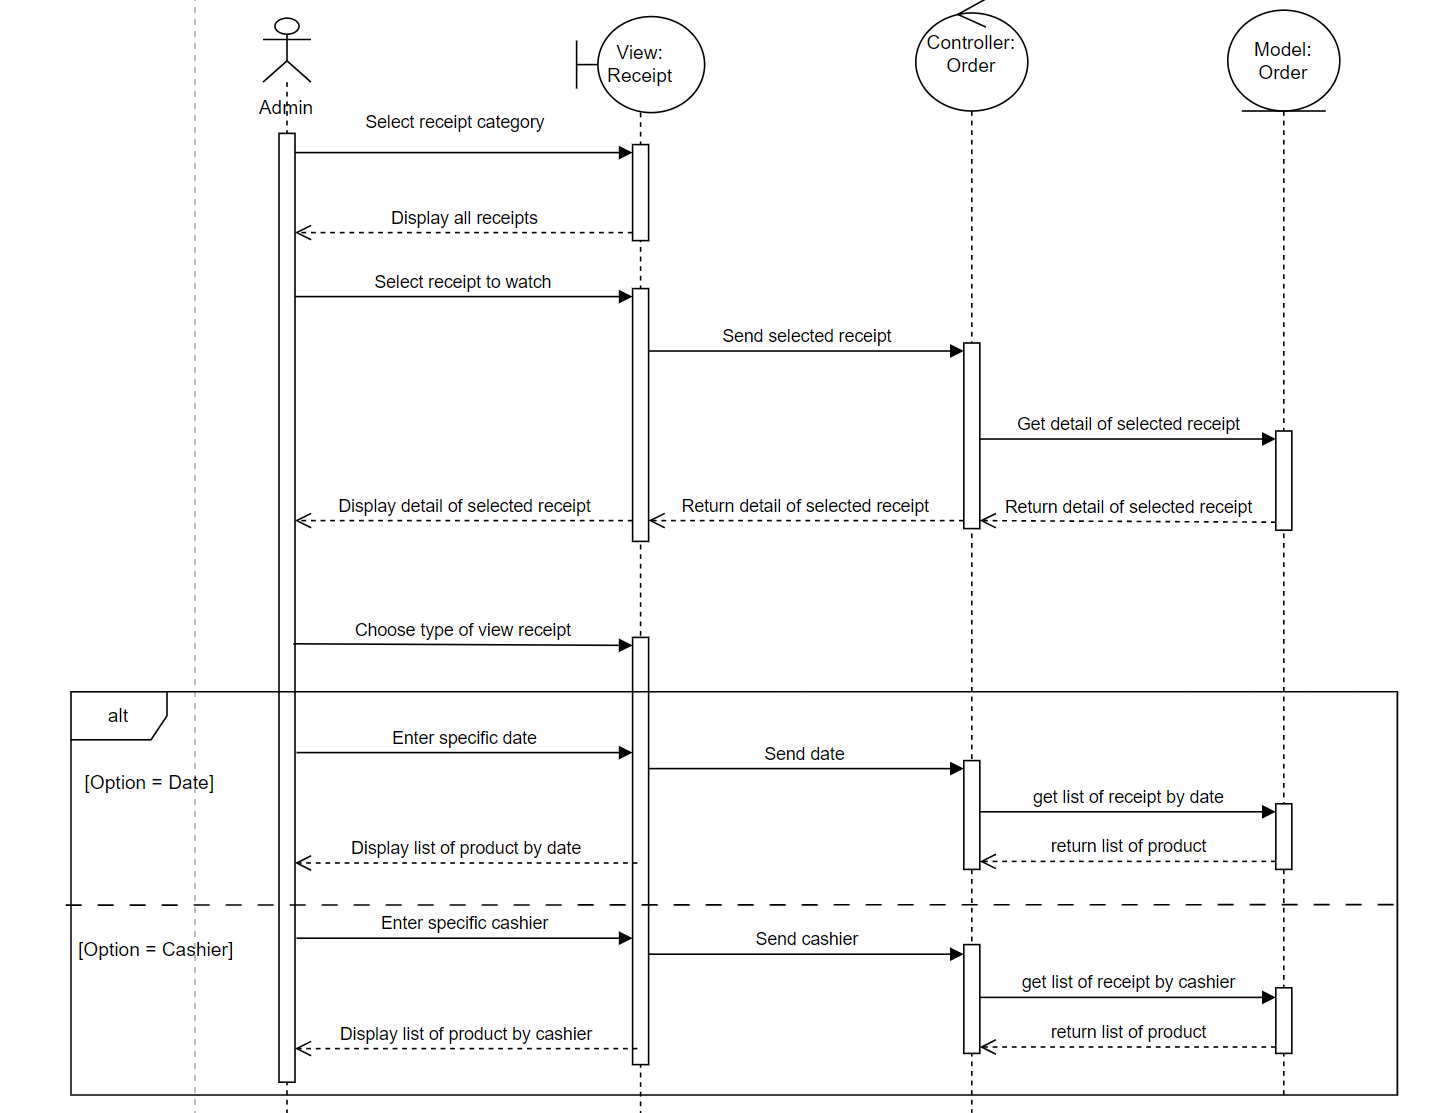 Admin
View:
Receipt
Controller:
Order
Model:
Order
Select receipt category
Display all receipts
Select receipt to watch
Send selected receipt
Get detail of selected receipt
Display detail of selected receipt
Return detail of selected receipt
Return detail of selected receipt
Choose type of view receipt
alt
Enter specific date
Send date
[Option = Date]
get list of receipt by date
Display list of product by date
return list of product
Enter specific cashier
Send cashier
[Option = Cashier]
get list of receipt by cashier
Display list of product by cashier
return list of product